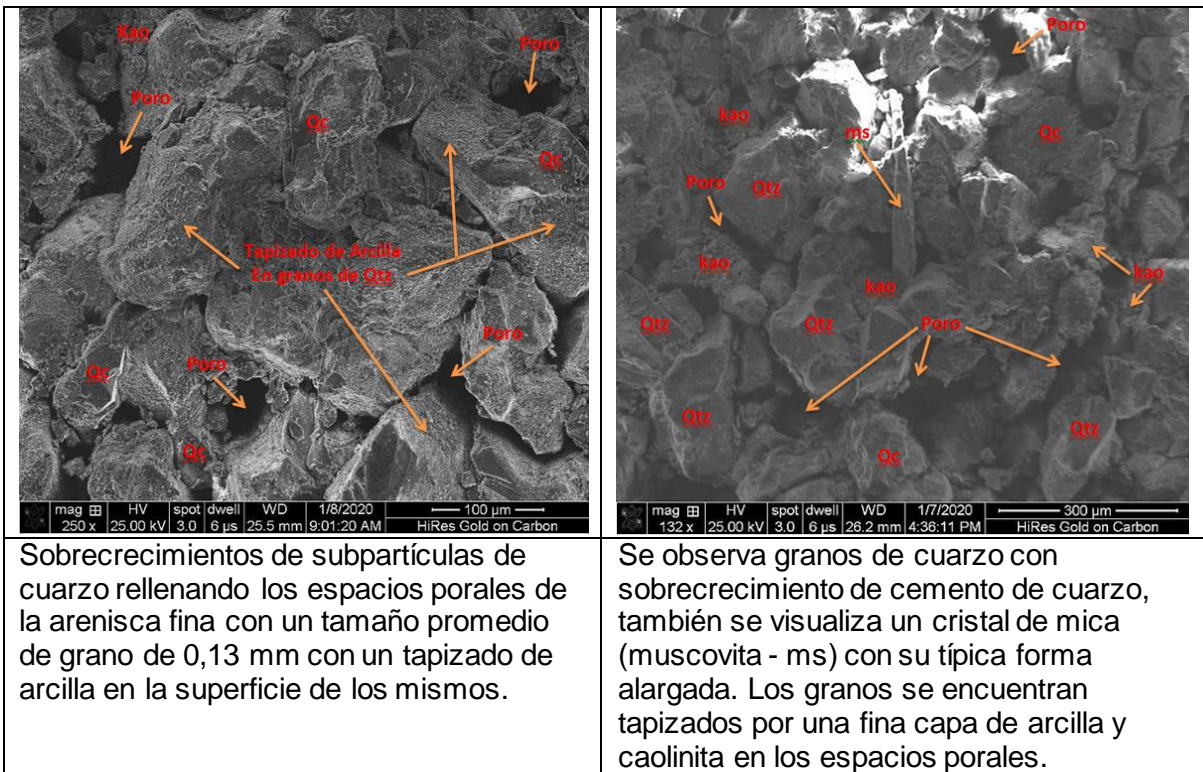 Kao
Poro
Poro
Qc
Qc
Tapizado de Arcilla
En granos de Qtz
Poro
Qc
Poro
Qc
mag HV spot dwell WD 1/8/2020 100 µm
250 x 25.00 kV 3.0 6 µs 25.5 mm 9:01:20 AM HiRes Gold on Carbon
Sobrecrecimientos de subpartículas de
cuarzo rellenando los espacios porales de
la arenisca fina con un tamaño promedio
de grano de 0,13 mm con un tapizado de
arcilla en la superficie de los mismos.
Poro
kao
ms
Qc
Poro
Qtz
kao
kao
kao
Qtz
Qtz
Poro
Qtz
Qtz
Qc
mag HV spot dwell WD 1/7/2020 300 µm
132 x 25.00 kV 3.0 6 µs 26.2 mm 4:36:11 PM HiRes Gold on Carbon
Se observa granos de cuarzo con
sobrecrecimiento de cemento de cuarzo,
también se visualiza un cristal de mica
(muscovita - ms) con su típica forma
alargada. Los granos se encuentran
tapizados por una fina capa de arcilla y
caolinita en los espacios porales.